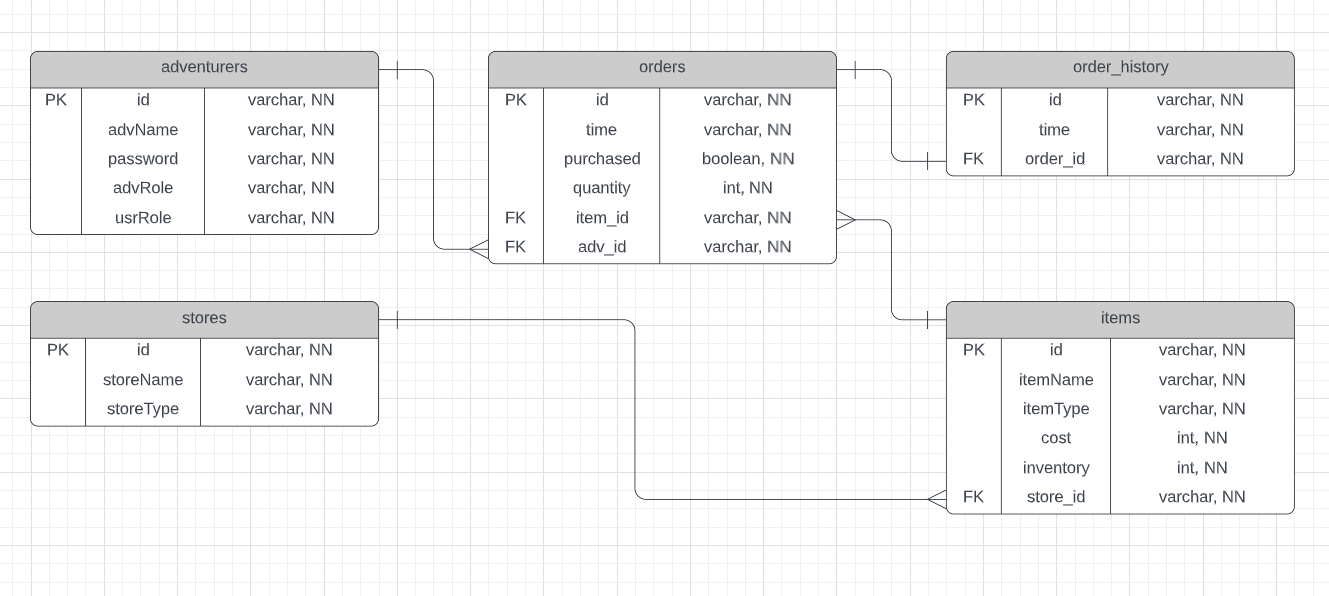 adventurers
PK id varchar, NN
advName varchar, NN
password varchar, NN
advRole varchar, NN
usrRole varchar, NN
orders
PK id varchar, NN
time varchar, NN
purchased boolean, NN
quantity int, NN
FK item_id varchar, NN
FK adv_id varchar, NN
order_history
PK id varchar, NN
time varchar, NN
FK order_id varchar, NN
stores
PK id varchar, NN
storeName varchar, NN
storeType varchar, NN
items
PK id varchar, NN
itemName varchar, NN
itemType varchar, NN
cost int, NN
inventory int, NN
FK store_id varchar, NN